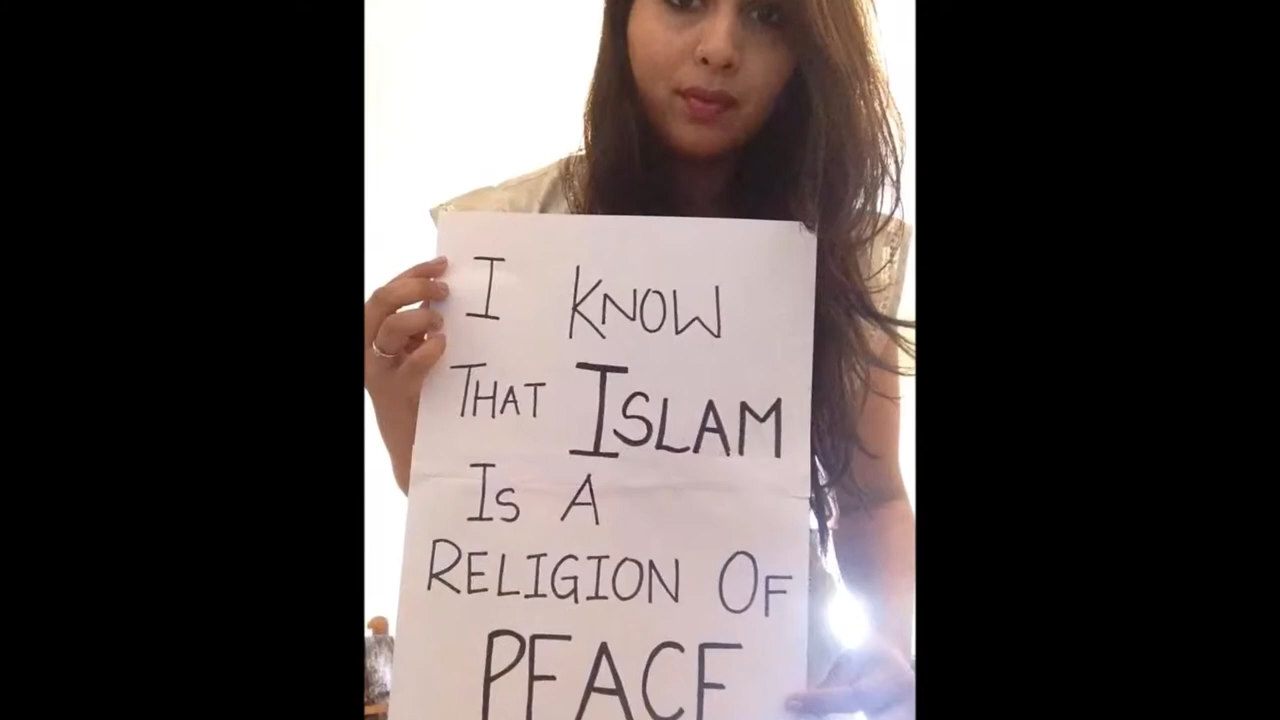 I KNOW
THAT ISLAM
IS A
RELIGION OF
PEACE